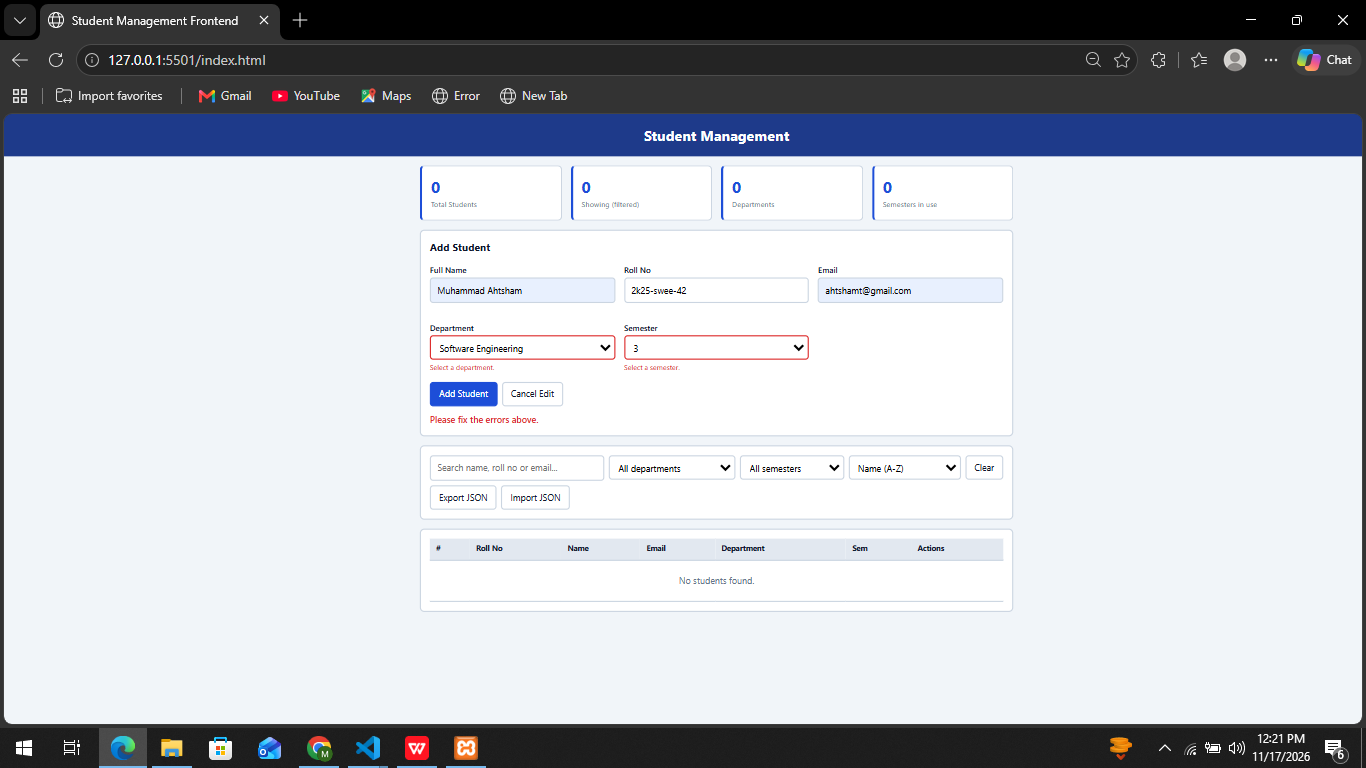 Student Management Frontend
127.0.0.1:5501/index.html
Chat
Import favorites Gmail YouTube Maps Error New Tab
Student Management
0 0 0 0
Total Students Showing (filtered) Departments Semesters in use
Add Student
Full Name Roll No Email
Muhammad Ahtsham 2k25-swee-42 ahtshamt@gmail.com
Department Semester
Software Engineering 3
Select a department. Select a semester.
Add Student Cancel Edit
Please fix the errors above.
Search name, roll no or email... All departments All semesters Name (A-Z) Clear
Export JSON Import JSON
# Roll No Name Email Department Sem Actions
No students found.
M W
12:21 PM
11/17/2026
6